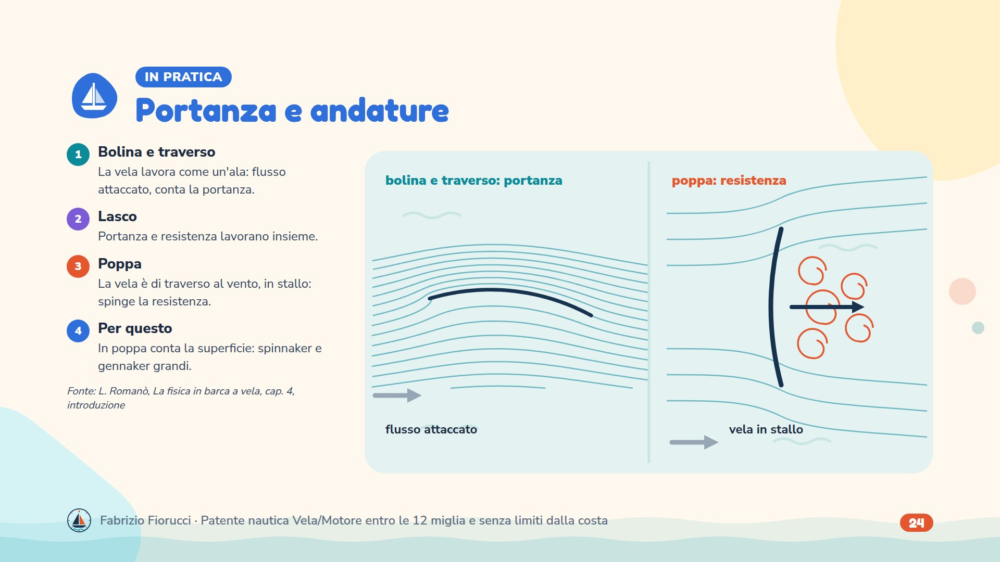 IN PRATICA
Portanza e andature
1
Bolina e traverso
La vela lavora come un'ala: flusso
attaccato, conta la portanza.
2
Lasco
Portanza e resistenza lavorano insieme.
3
Poppa
La vela è di traverso al vento, in stallo:
spinge la resistenza.
4
Per questo
In poppa conta la superficie: spinnaker e
gennaker grandi.
Fonte: L. Romanò, La fisica in barca a vela, cap. 4,
introduzione
bolina e traverso: portanza
flusso attaccato
poppa: resistenza
vela in stallo
Fabrizio Fiorucci · Patente nautica Vela/Motore entro le 12 miglia e senza limiti dalla costa
24